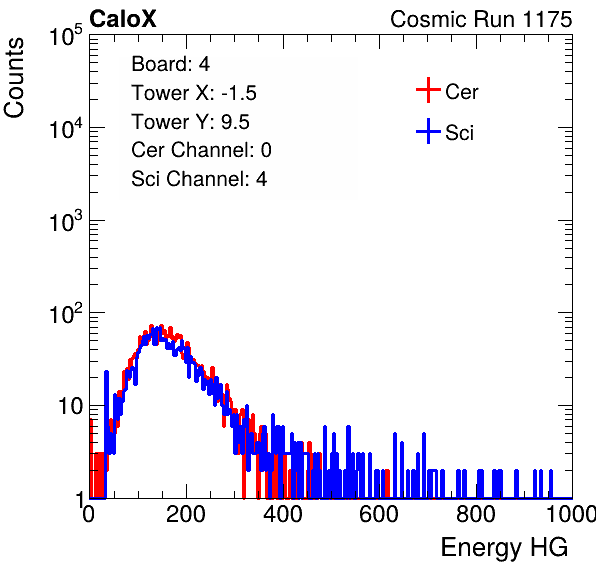 CaloX Cosmic Run 1175
Counts
Board: 4
Tower X: -1.5
Tower Y: 9.5
Cer Channel: 0
Sci Channel: 4
Cer
Sci
10^5
10^4
10^3
10^2
10
1
0 200 400 600 800 1000
Energy HG